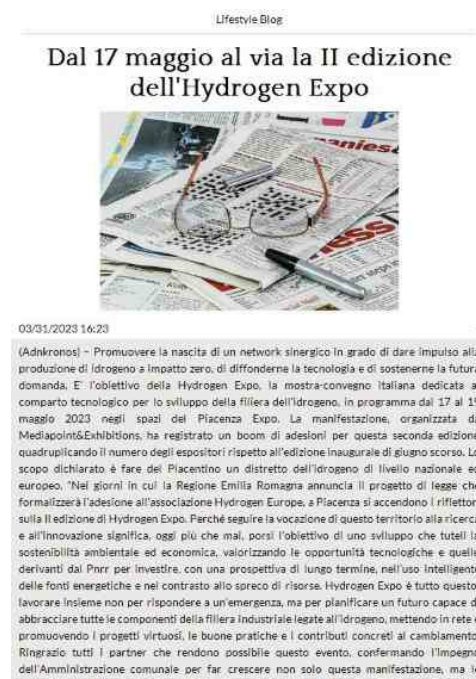 Lifestyle Blog
Dal 17 maggio al via la II edizione
dell'Hydrogen Expo
03/31/2023 16:23
(Adnkronos) – Promuovere la nascita di un network sinergico in grado di dare impulso alla
produzione di idrogeno a impatto zero, di diffonderne la tecnologia e di sostenerne la futura
domanda. E' l'obiettivo della Hydrogen Expo, la mostra-convegno italiana dedicata al
comparto tecnologico per lo sviluppo della filiera dell'idrogeno, in programma dal 17 al 19
maggio 2023 negli spazi del Piacenza Expo. La manifestazione, organizzata da
Mediapoint&Exhibitions, ha registrato un boom di adesioni per questa seconda edizione
quadruplicando il numero degli espositori rispetto all'edizione inaugurale di giugno scorso. Lo
scopo dichiarato è fare del Piacentino un distretto dell'idrogeno di livello nazionale ed
europeo. "Nei giorni in cui la Regione Emilia Romagna annuncia il progetto di legge che
formalizzerà l'adesione all'associazione Hydrogen Europe, a Piacenza si accendono i riflettori
sulla II edizione di Hydrogen Expo. Perché seguire la vocazione di questo territorio alla ricerca
e all'innovazione significa, oggi più che mai, porsi l'obiettivo di uno sviluppo che tuteli la
sostenibilità ambientale ed economica, valorizzando le opportunità tecnologiche e quelle
derivanti dal Pnrr per investire, con una prospettiva di lungo termine, nell'uso intelligente
delle fonti energetiche e nel contrasto allo spreco di risorse. Hydrogen Expo è tutto questo:
lavorare insieme non per rispondere a un'emergenza, ma per planificare un futuro capace di
abbracciare tutte le componenti della filiera industriale legate all'idrogeno, mettendo in rete e
promuovendo i progetti virtuosi, le buone pratiche e i contributi concreti al cambiamento.
Ringrazio tutti i partner che rendono possibile questo evento, confermando l'impegno
dell'Amministrazione comunale per far crescere non solo questa manifestazione, ma le